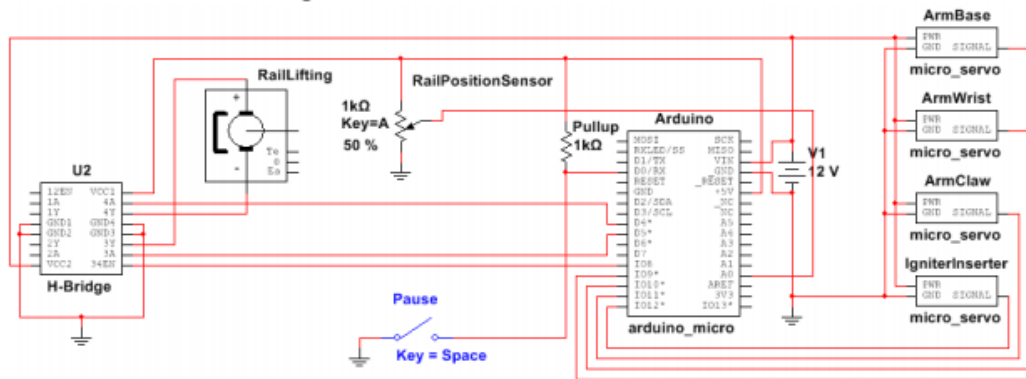 ArmBase
PWR
GND SIGNAL
micro_servo
ArmWrist
PWR
GND SIGNAL
micro_servo
ArmClaw
PWR
GND SIGNAL
micro_servo
IgniterInserter
PWR
GND SIGNAL
micro_servo
RailLifting
+
-
Te
0
RailPositionSensor
1kΩ
Key=A
50 %
Pullup
1kΩ
Arduino
MOSI SCK
RXLED/SS MISO
D1/TX VIN
D0/RX GND
RESET _RESET
GND +5V
D2/SDA _NC
D3/SCL _NC
D4* A5
D5* A4
D6* A3
D7 A2
IO8 A1
IO9* A0
IO10* AREF
IO11* 3V3
IO12* IO13*
arduino_micro
V1
12 V
U2
12EN VCC1
1A 4A
1Y 4Y
GND1 GND4
GND2 GND3
2Y 3Y
2A 3A
VCC2 34EN
H-Bridge
Pause
Key = Space